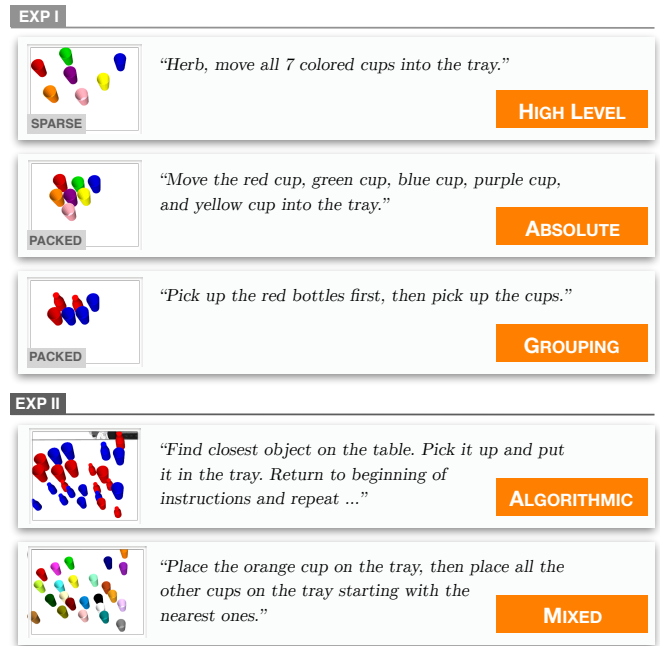 EXP I
“Herb, move all 7 colored cups into the tray.”
SPARSE
HIGH LEVEL
“Move the red cup, green cup, blue cup, purple cup,
and yellow cup into the tray.”
PACKED
ABSOLUTE
“Pick up the red bottles first, then pick up the cups.”
PACKED
GROUPING
EXP II
“Find closest object on the table. Pick it up and put
it in the tray. Return to beginning of
instructions and repeat ...”
ALGORITHMIC
“Place the orange cup on the tray, then place all the
other cups on the tray starting with the
nearest ones.”
MIXED